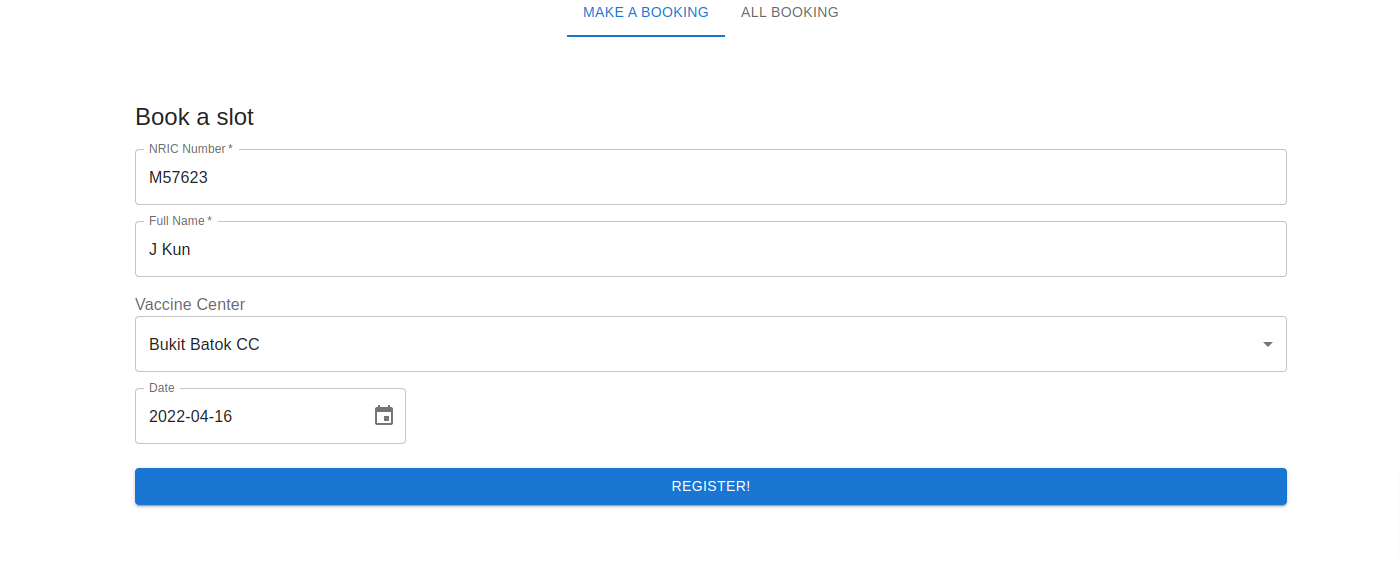 MAKE A BOOKING ALL BOOKING
Book a slot
NRIC Number *
M57623
Full Name *
J Kun
Vaccine Center
Bukit Batok CC
Date
2022-04-16
REGISTER!